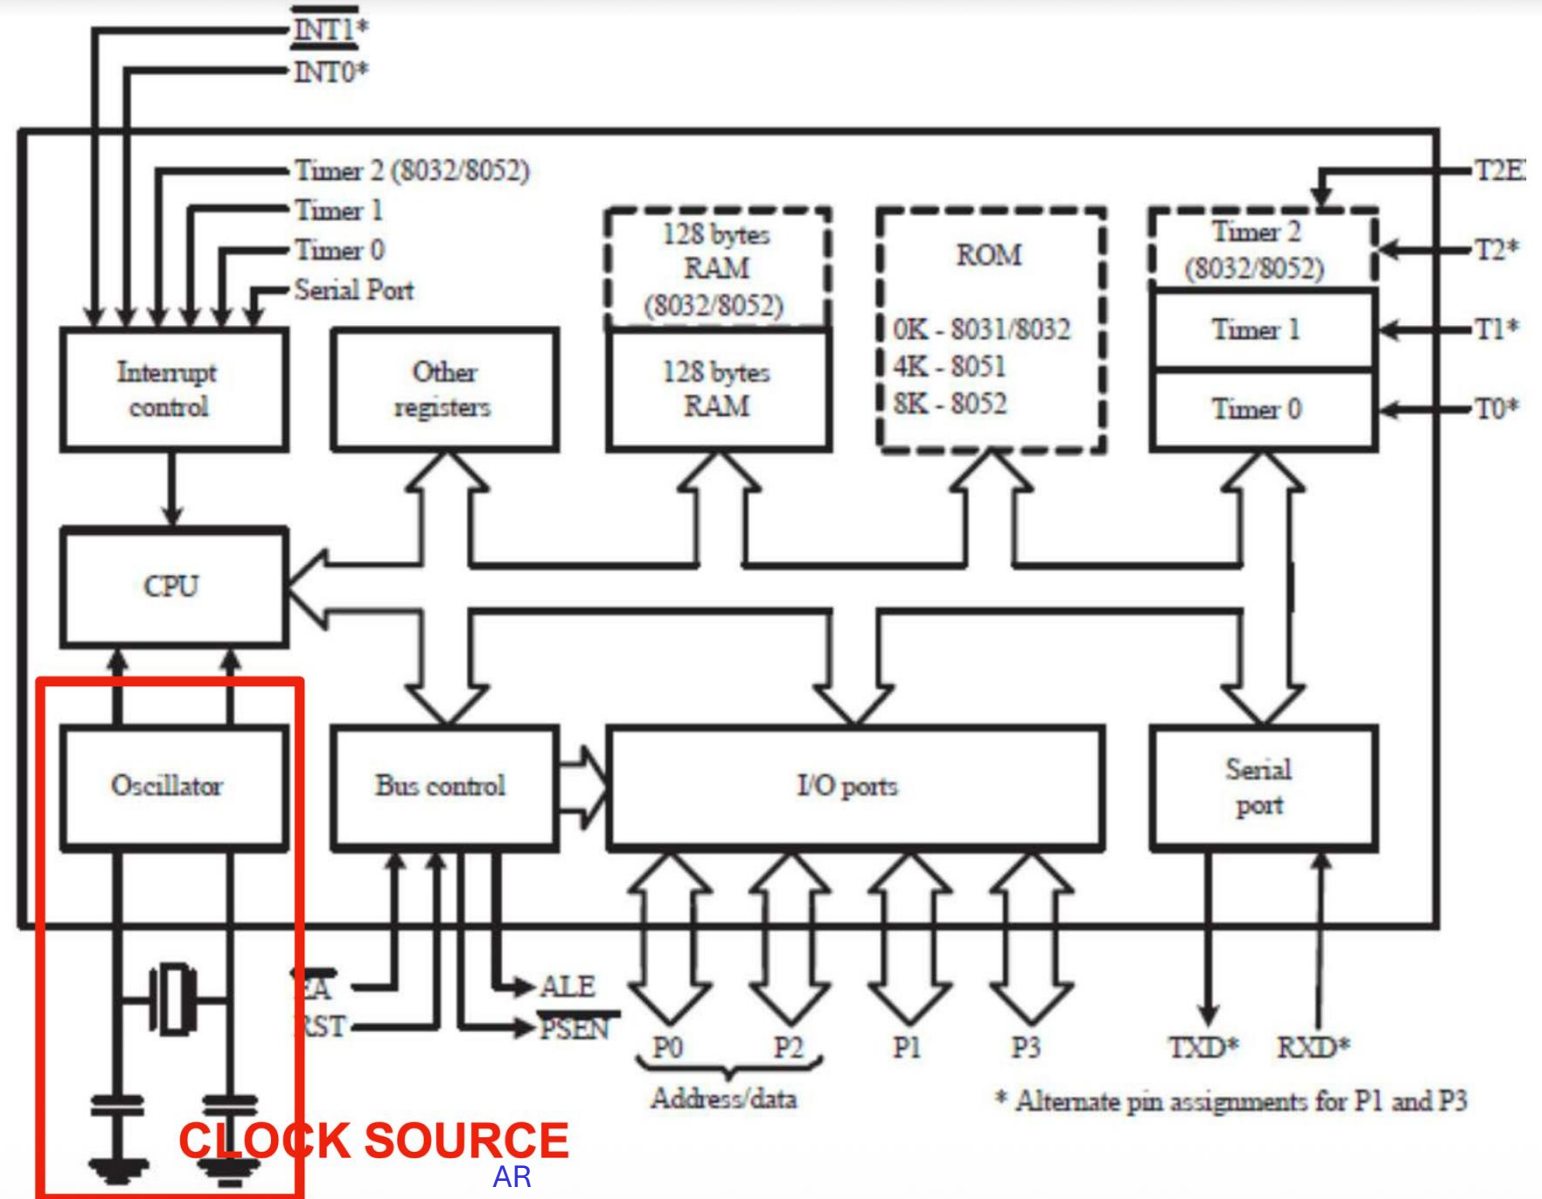 INT1*
INT0*
Timer 2 (8032/8052)
Timer 1
Timer 0
Serial Port
T2E
T2*
T1*
T0*
128 bytes
RAM
(8032/8052)
128 bytes
RAM
ROM
0K - 8031/8032
4K - 8051
8K - 8052
Timer 2
(8032/8052)
Timer 1
Timer 0
Interrupt
control
Other
registers
CPU
Oscillator
Bus control
I/O ports
Serial
port
EA
RST
ALE
PSEN
P0
P2
P1
P3
TXD*
RXD*
Address/data
* Alternate pin assignments for P1 and P3
CLOCK SOURCE
AR